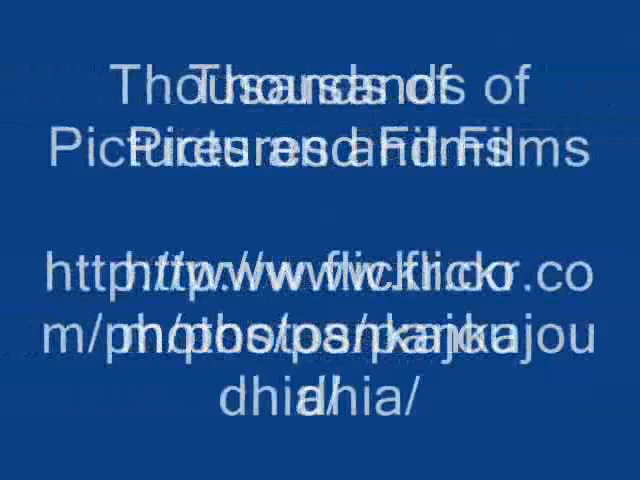 Thousands of
Pictures and Films
http://www.flickr.co
m/photos/pankajou
dhia/